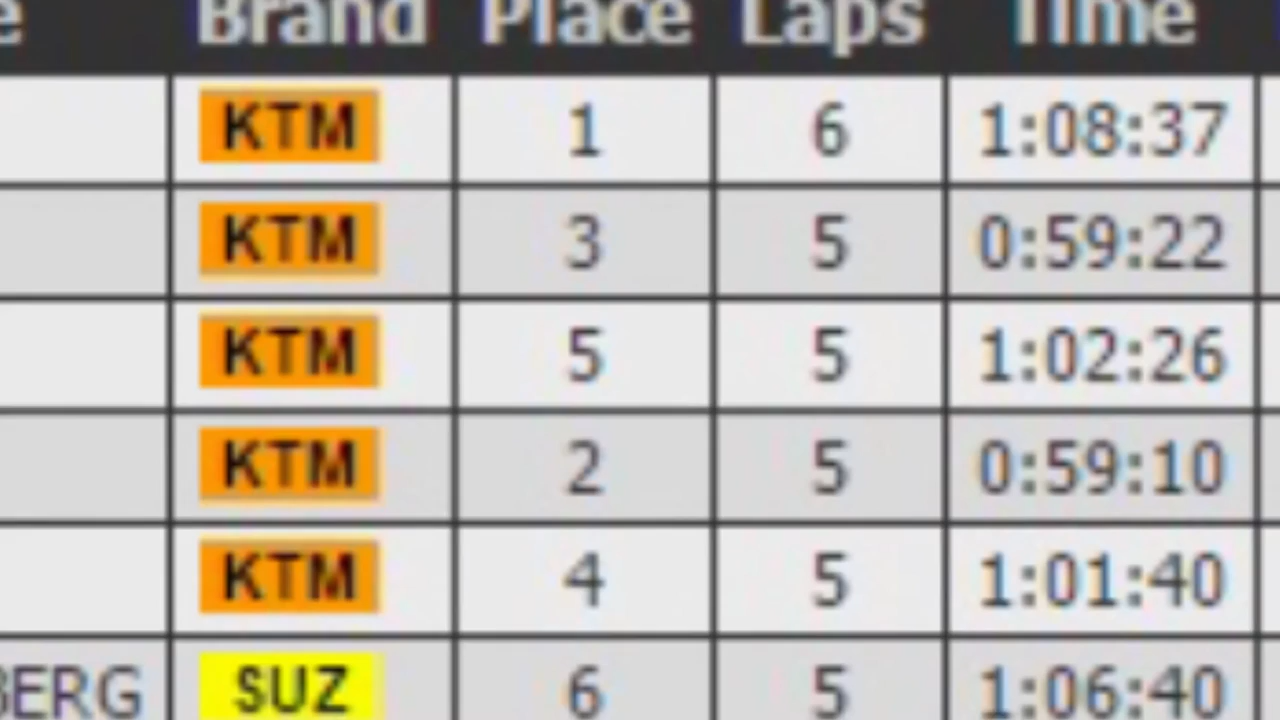 e Brand Place Laps Time
KTM 1 6 1:08:37
KTM 3 5 0:59:22
KTM 5 5 1:02:26
KTM 2 5 0:59:10
KTM 4 5 1:01:40
BERG SUZ 6 5 1:06:40